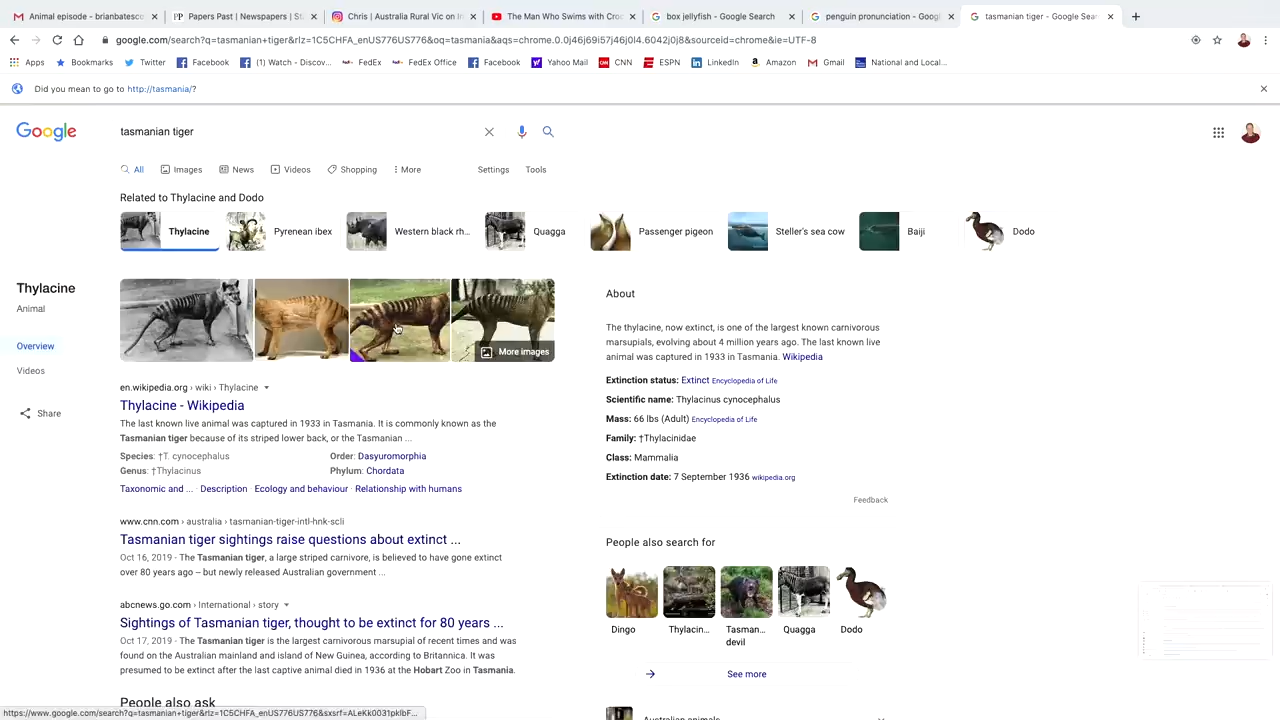 Animal episode - brianbatesc
Papers Past | Newspapers | St
Chris | Australia Rural Vic on In
The Man Who Swims with Croc
box jellyfish - Google Search
penguin pronunciation - Googl
tasmanian tiger - Google Sear
google.com/search?q=tasmanian+tiger&rlz=1C5CHFA_enUS776US776&oq=tasmania&aqs=chrome.0.0j46j69i57j46j0l4.6042j0j8&sourceid=chrome&ie=UTF-8
Apps Bookmarks Twitter Facebook (1) Watch - Discov... FedEx FedEx Office Facebook Yahoo Mail CNN ESPN LinkedIn Amazon Gmail National and Local...
Did you mean to go to http://tasmania/?
Google
tasmanian tiger
All Images News Videos Shopping More Settings Tools
Related to Thylacine and Dodo
Thylacine Pyrenean ibex Western black rh... Quagga Passenger pigeon Steller's sea cow Baiji Dodo
Thylacine
Animal
Overview
Videos
Share
More images
en.wikipedia.org › wiki › Thylacine
Thylacine - Wikipedia
The last known live animal was captured in 1933 in Tasmania. It is commonly known as the
Tasmanian tiger because of its striped lower back, or the Tasmanian ...
Species: †T. cynocephalus Order: Dasyuromorphia
Genus: †Thylacinus Phylum: Chordata
Taxonomic and ... · Description · Ecology and behaviour · Relationship with humans
www.cnn.com › australia › tasmanian-tiger-intl-hnk-scli
Tasmanian tiger sightings raise questions about extinct ...
Oct 16, 2019 - The Tasmanian tiger, a large striped carnivore, is believed to have gone extinct
over 80 years ago – but newly released Australian government ...
abcnews.go.com › International › story
Sightings of Tasmanian tiger, thought to be extinct for 80 years ...
Oct 17, 2019 - The Tasmanian tiger is the largest carnivorous marsupial of recent times and was
found on the Australian mainland and island of New Guinea, according to Britannica. It was
presumed to be extinct after the last captive animal died in 1936 at the Hobart Zoo in Tasmania.
People also ask
About
The thylacine, now extinct, is one of the largest known carnivorous
marsupials, evolving about 4 million years ago. The last known live
animal was captured in 1933 in Tasmania. Wikipedia
Extinction status: Extinct Encyclopedia of Life
Scientific name: Thylacinus cynocephalus
Mass: 66 lbs (Adult) Encyclopedia of Life
Family: †Thylacinidae
Class: Mammalia
Extinction date: 7 September 1936 wikipedia.org
Feedback
People also search for
Dingo Thylacin... Tasman... Quagga Dodo
devil
See more
Australian animals
https://www.google.com/search?q=tasmanian+tiger&rlz=1C5CHFA_enUS776US776&sxsrf=ALeKk0031pklbF...